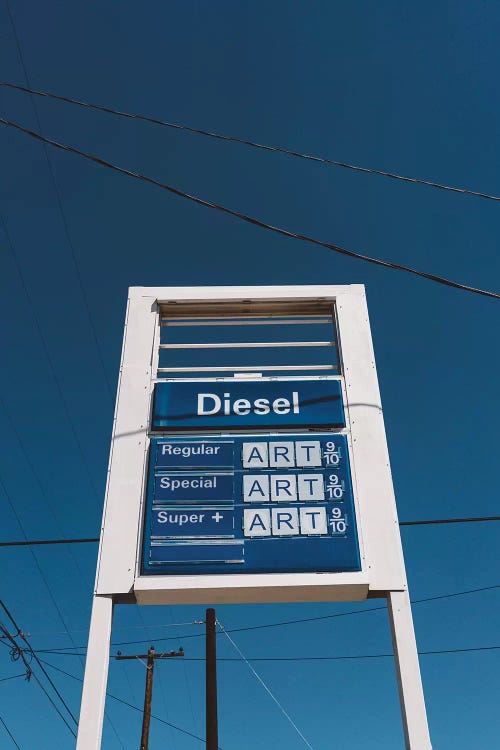 Diesel
Regular ART 9/10
Special ART 9/10
Super + ART 9/10